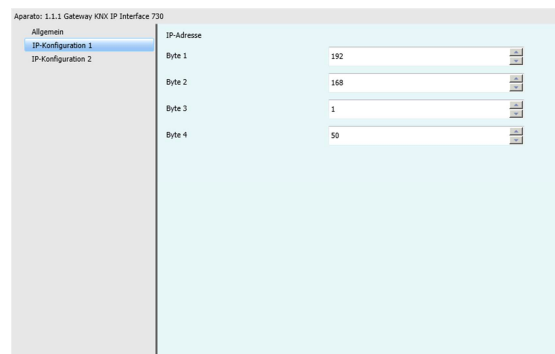 Aparato: 1.1.1 Gateway KNX IP Interface 730
Allgemein
IP-Konfiguration 1
IP-Konfiguration 2
IP-Adresse
Byte 1 192
Byte 2 168
Byte 3 1
Byte 4 50